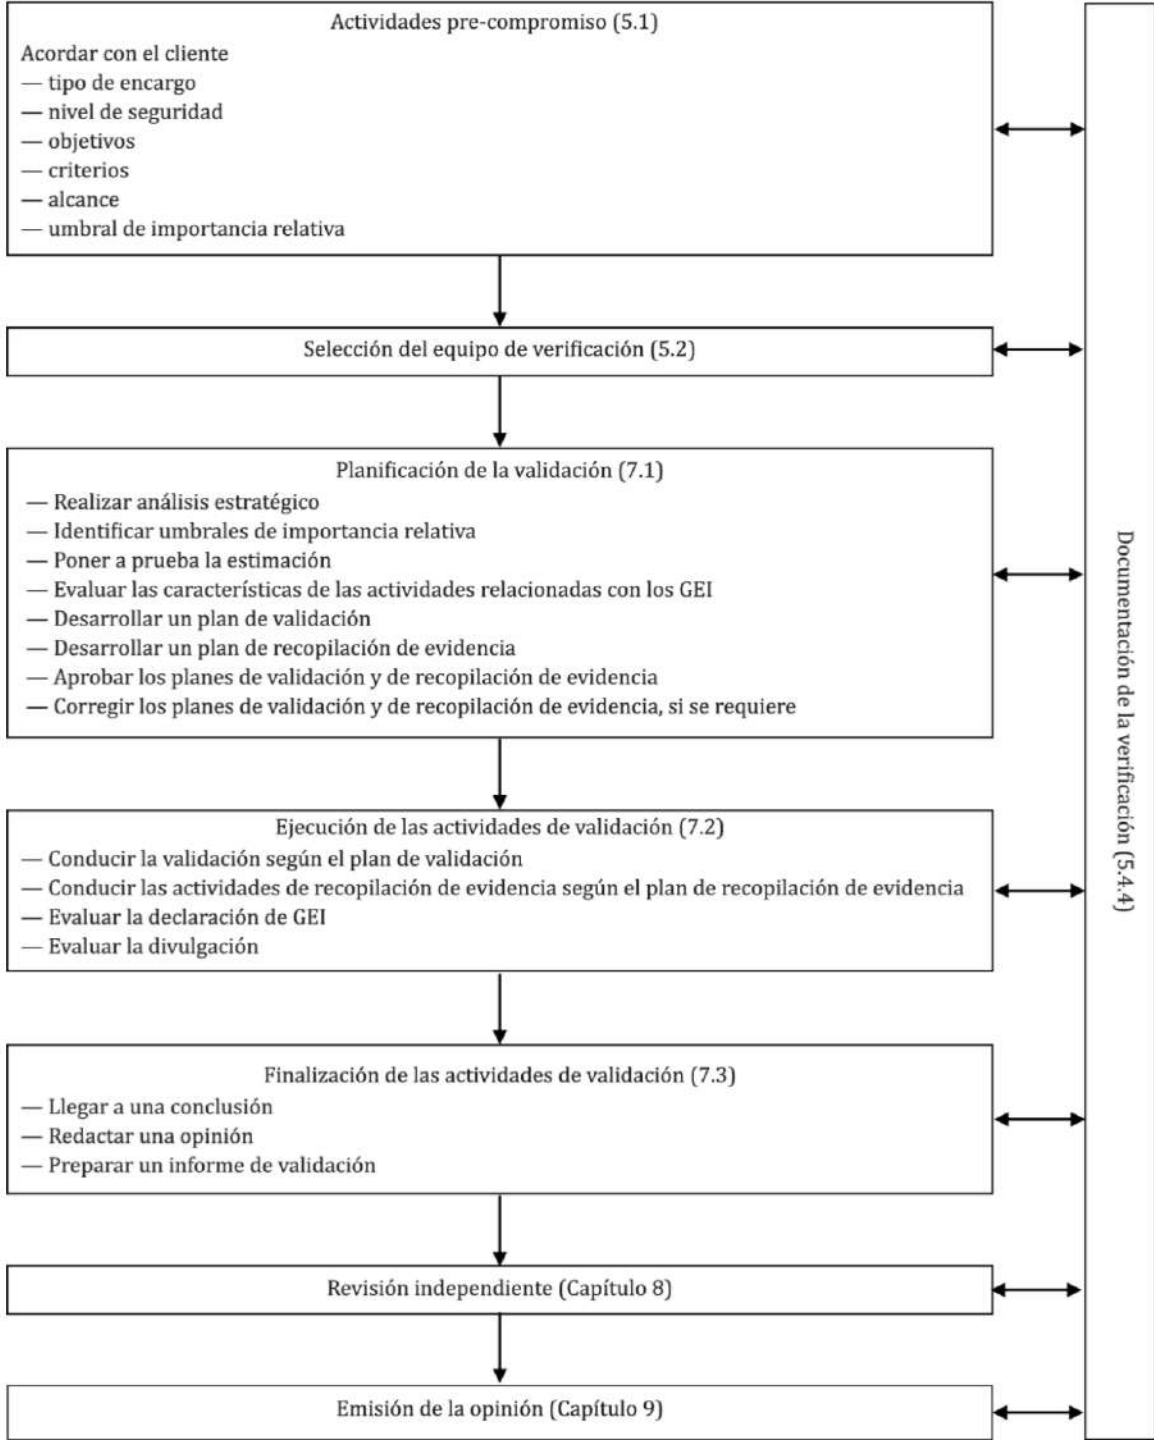 Actividades pre-compromiso (5.1)
Acordar con el cliente
— tipo de encargo
— nivel de seguridad
— objetivos
— criterios
— alcance
— umbral de importancia relativa
Selección del equipo de verificación (5.2)
Planificación de la validación (7.1)
— Realizar análisis estratégico
— Identificar umbrales de importancia relativa
— Poner a prueba la estimación
— Evaluar las características de las actividades relacionadas con los GEI
— Desarrollar un plan de validación
— Desarrollar un plan de recopilación de evidencia
— Aprobar los planes de validación y de recopilación de evidencia
— Corregir los planes de validación y de recopilación de evidencia, si se requiere
Ejecución de las actividades de validación (7.2)
— Conducir la validación según el plan de validación
— Conducir las actividades de recopilación de evidencia según el plan de recopilación de evidencia
— Evaluar la declaración de GEI
— Evaluar la divulgación
Finalización de las actividades de validación (7.3)
— Llegar a una conclusión
— Redactar una opinión
— Preparar un informe de validación
Revisión independiente (Capítulo 8)
Emisión de la opinión (Capítulo 9)
Documentación de la verificación (5.4.4)